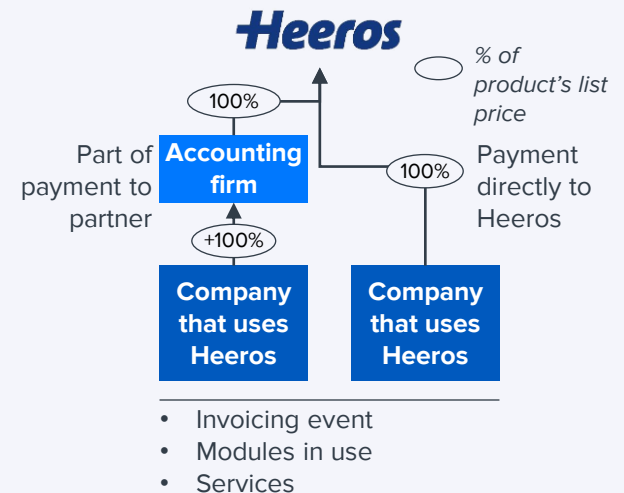 Heeros
% of
product's list
price
100%
Part of
payment to
partner
Accounting
firm
100%
Payment
directly to
Heeros
+100%
Company
that uses
Heeros
Company
that uses
Heeros
• Invoicing event
• Modules in use
• Services